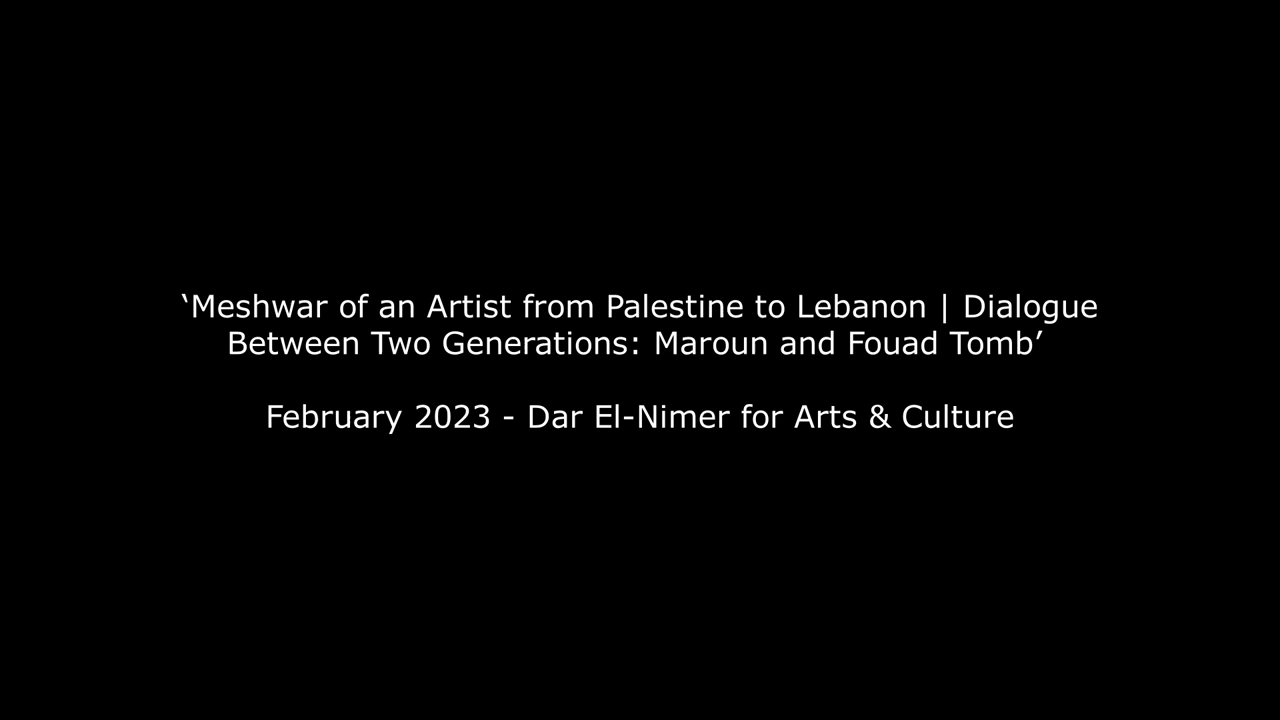 ‘Meshwar of an Artist from Palestine to Lebanon | Dialogue
Between Two Generations: Maroun and Fouad Tomb’
February 2023 - Dar El-Nimer for Arts & Culture